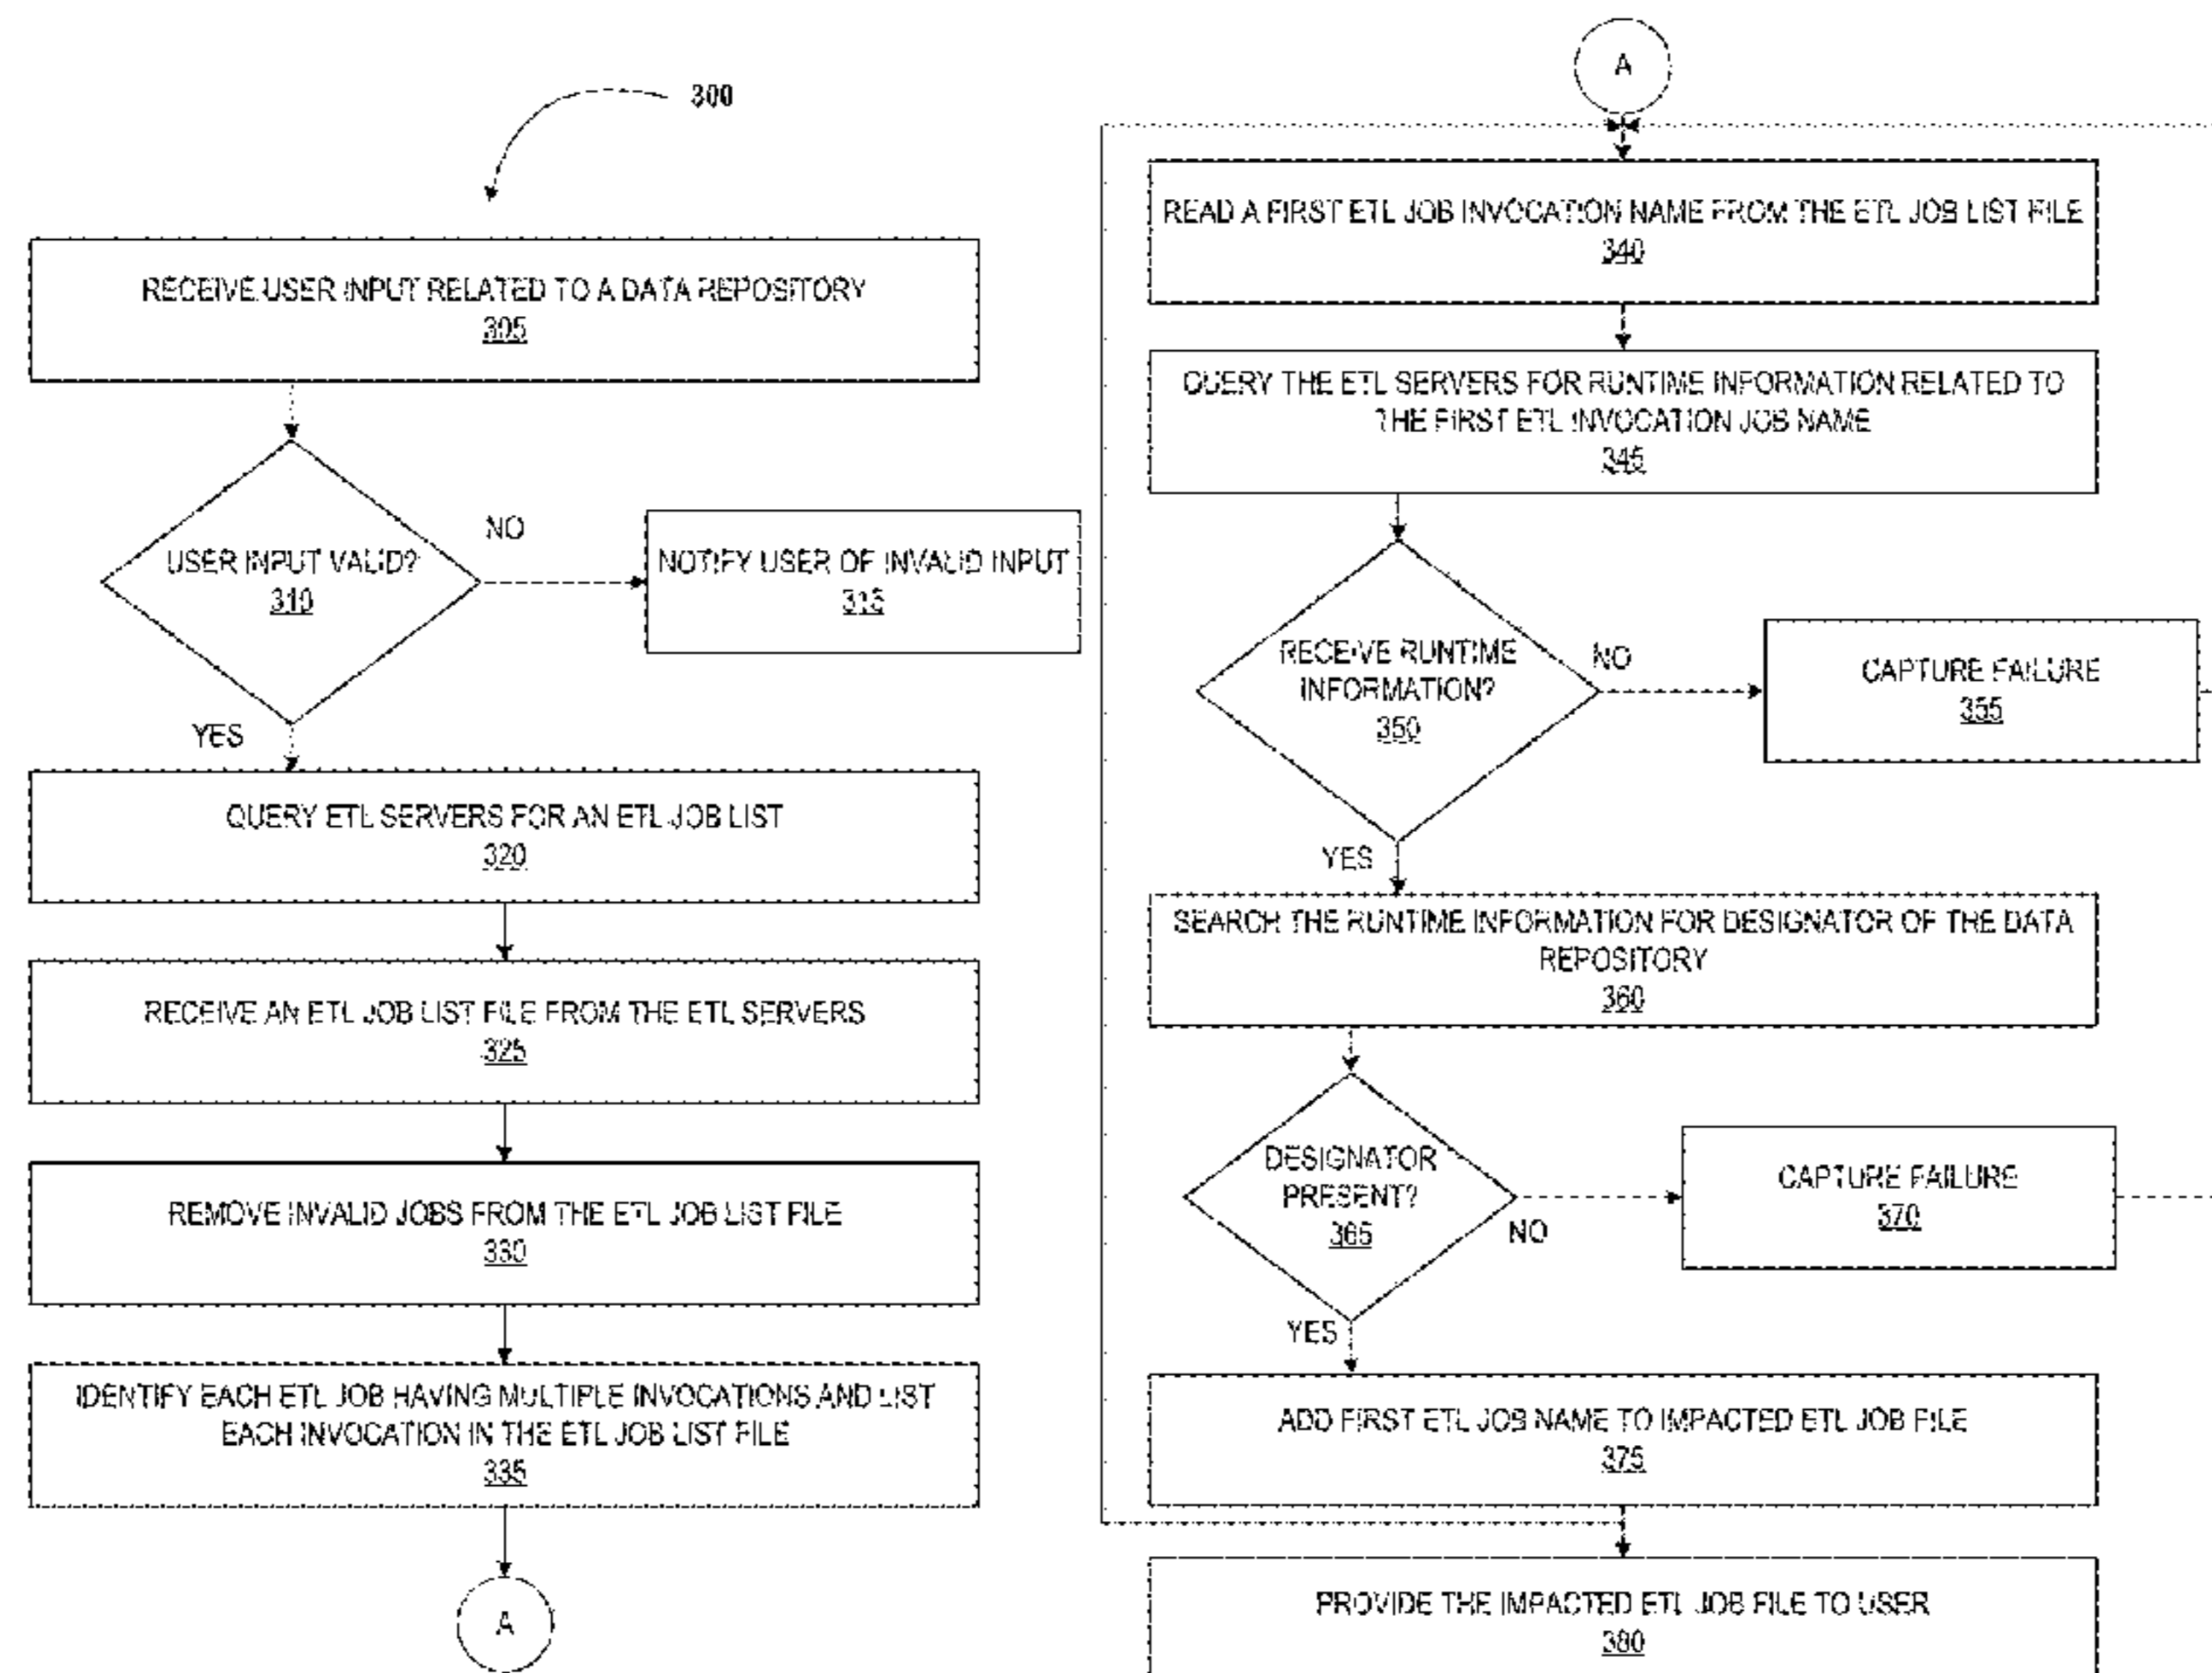 300
RECEIVE USER INPUT RELATED TO A DATA REPOSITORY
305
USER INPUT VALID?
310
NO
NOTIFY USER OF INVALID INPUT
315
YES
QUERY ETL SERVERS FOR AN ETL JOB LIST
320
RECEIVE AN ETL JOB LIST FILE FROM THE ETL SERVERS
325
REMOVE INVALID JOBS FROM THE ETL JOB LIST FILE
330
IDENTIFY EACH ETL JOB HAVING MULTIPLE INVOCATIONS AND LIST
EACH INVOCATION IN THE ETL JOB LIST FILE
335
A
A
READ A FIRST ETL JOB INVOCATION NAME FROM THE ETL JOB LIST FILE
340
QUERY THE ETL SERVERS FOR RUNTIME INFORMATION RELATED TO
THE FIRST ETL INVOCATION JOB NAME
345
RECEIVE RUNTIME
INFORMATION?
350
NO
CAPTURE FAILURE
355
YES
SEARCH THE RUNTIME INFORMATION FOR DESIGNATOR OF THE DATA
REPOSITORY
360
DESIGNATOR
PRESENT?
365
NO
CAPTURE FAILURE
370
YES
ADD FIRST ETL JOB NAME TO IMPACTED ETL JOB FILE
375
PROVIDE THE IMPACTED ETL JOB FILE TO USER
380